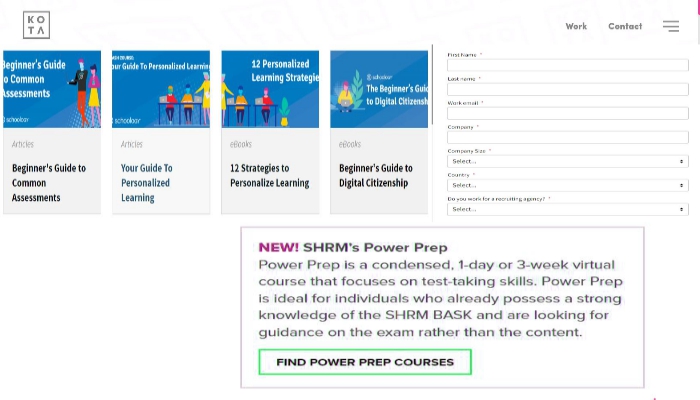 KO
TA
Work
Contact
Beginner's Guide
to Common
Assessments
schoology
our Guide To Personalized Learning
12 Personalized
Learning Strategie
The Beginner's Guid
to Digital Citizensh
Articles
Beginner's Guide to
Common
Assessments
Articles
Your Guide To
Personalized
Learning
eBooks
12 Strategies to
Personalize Learning
eBooks
Beginner's Guide to
Digital Citizenship
First Name *
Last name *
Work email *
Company *
Company Size *
Select...
Country *
Select...
Do you work for a recruiting agency? *
Select...
NEW! SHRM's Power Prep
Power Prep is a condensed, 1-day or 3-week virtual
course that focuses on test-taking skills. Power Prep
is ideal for individuals who already possess a strong
knowledge of the SHRM BASK and are looking for
guidance on the exam rather than the content.
FIND POWER PREP COURSES